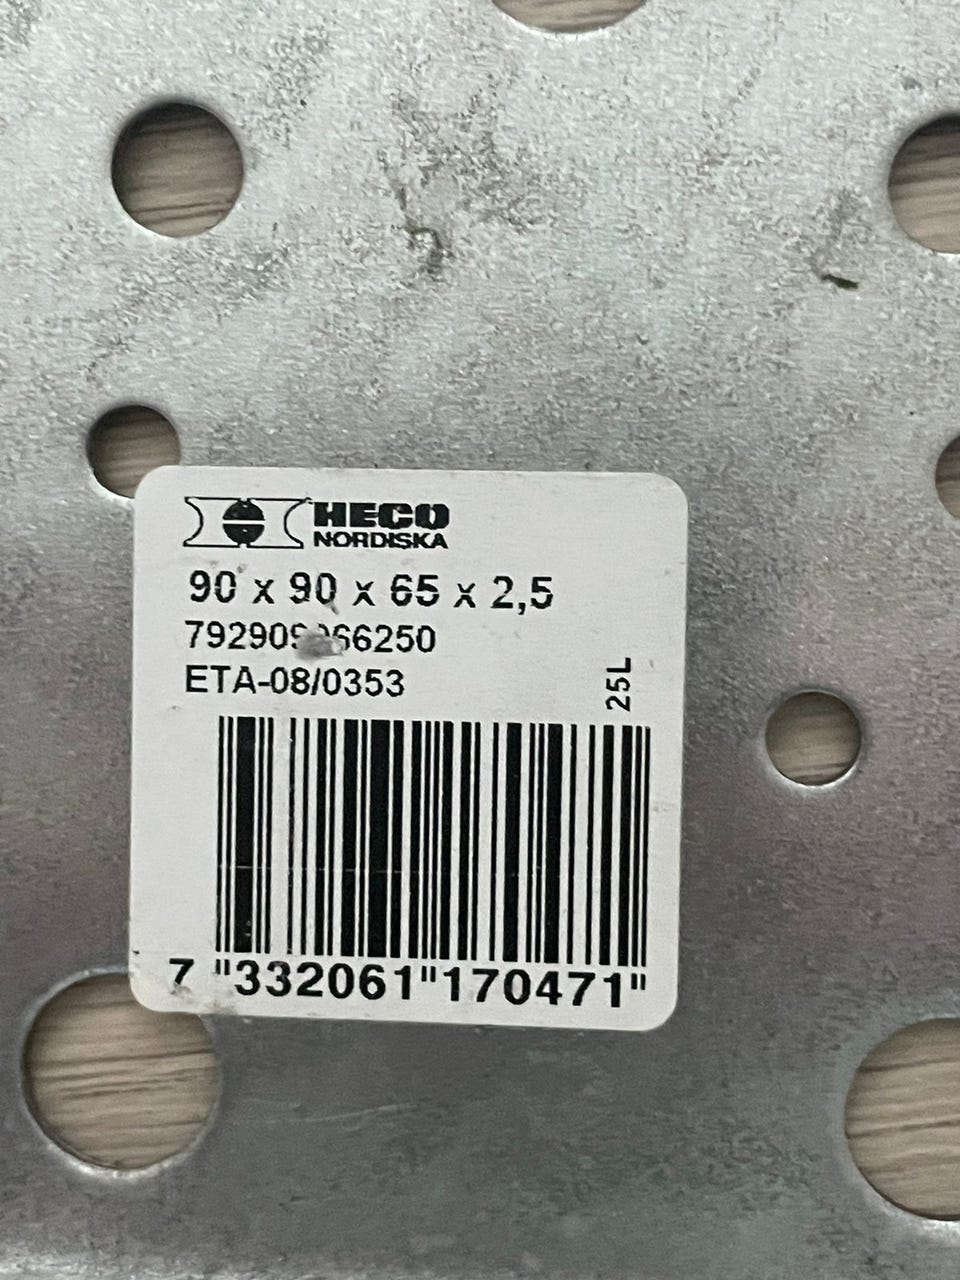 HECO
NORDISKA
90 x 90 x 65 x 2,5
ETA-08/0353
25L
7 "332061"170471"